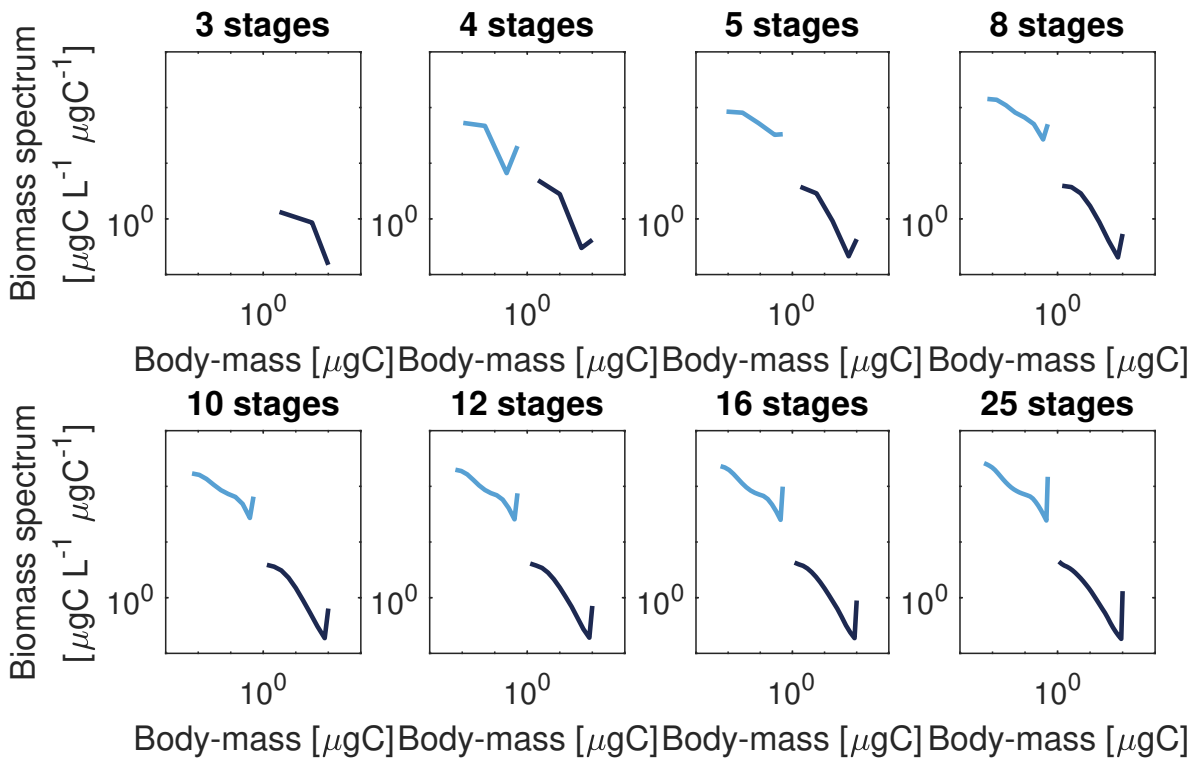 3 stages
4 stages
5 stages
8 stages
Biomass spectrum
[μgC L⁻¹ μgC⁻¹]
10⁰
10⁰
10⁰
10⁰
10⁰
10⁰
10⁰
10⁰
Body-mass [μgC]
Body-mass [μgC]
Body-mass [μgC]
Body-mass [μgC]
10 stages
12 stages
16 stages
25 stages
Biomass spectrum
[μgC L⁻¹ μgC⁻¹]
10⁰
10⁰
10⁰
10⁰
10⁰
10⁰
10⁰
10⁰
Body-mass [μgC]
Body-mass [μgC]
Body-mass [μgC]
Body-mass [μgC]